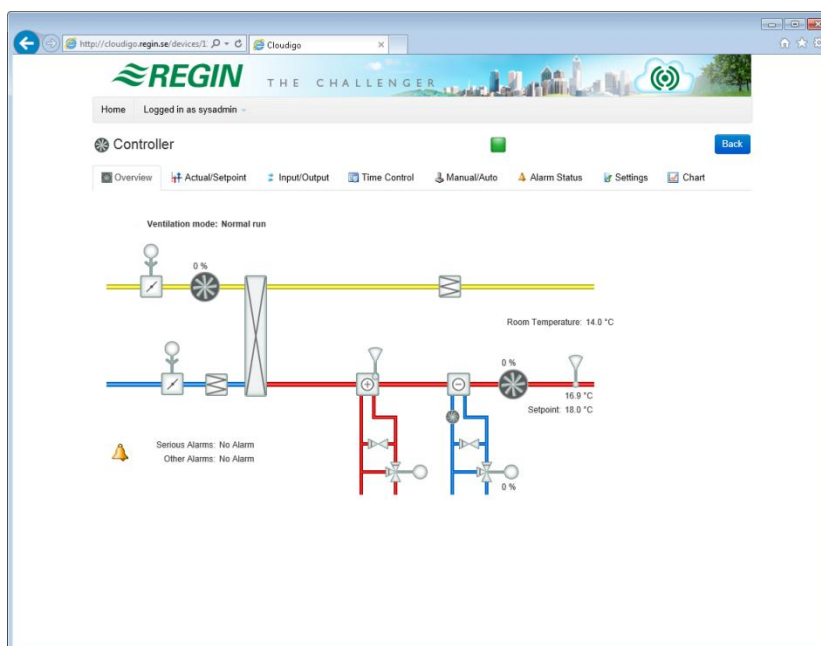 http://cloudigo.regin.se/devices/1
Cloudigo
REGIN THE CHALLENGER
Home Logged in as sysadmin
Controller Back
Overview Actual/Setpoint Input/Output Time Control Manual/Auto Alarm Status Settings Chart
Ventilation mode: Normal run
0 %
Room Temperature: 14.0 °C
0 %
16.9 °C
Setpoint: 18.0 °C
Serious Alarms: No Alarm
Other Alarms: No Alarm
0 %